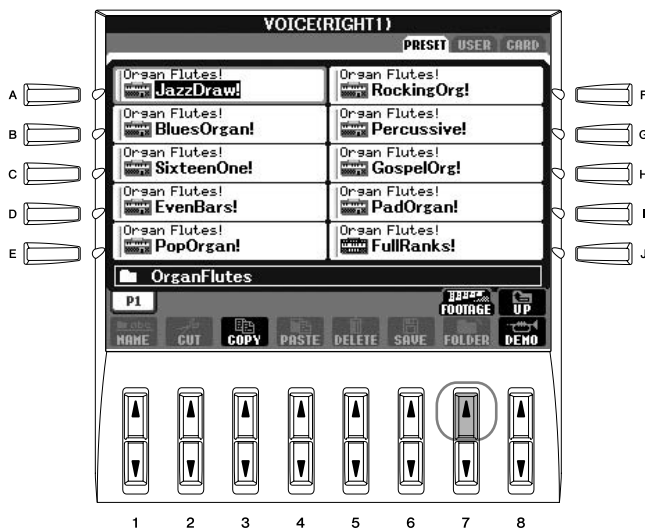 VOICE(RIGHT1)
PRESET USER CARD
Organ Flutes!
JazzDraw!
Organ Flutes!
RockingOrg!
A
F
Organ Flutes!
BluesOrgan!
Organ Flutes!
Percussive!
B
G
Organ Flutes!
SixteenOne!
Organ Flutes!
GospelOrg!
C
H
Organ Flutes!
EvenBars!
Organ Flutes!
PadOrgan!
D
I
Organ Flutes!
PopOrgan!
Organ Flutes!
FullRanks!
E
J
OrganFlutes
P1
FOOTAGE UP
abc
NAME CUT COPY PASTE DELETE SAVE FOLDER DEMO
1 2 3 4 5 6 7 8